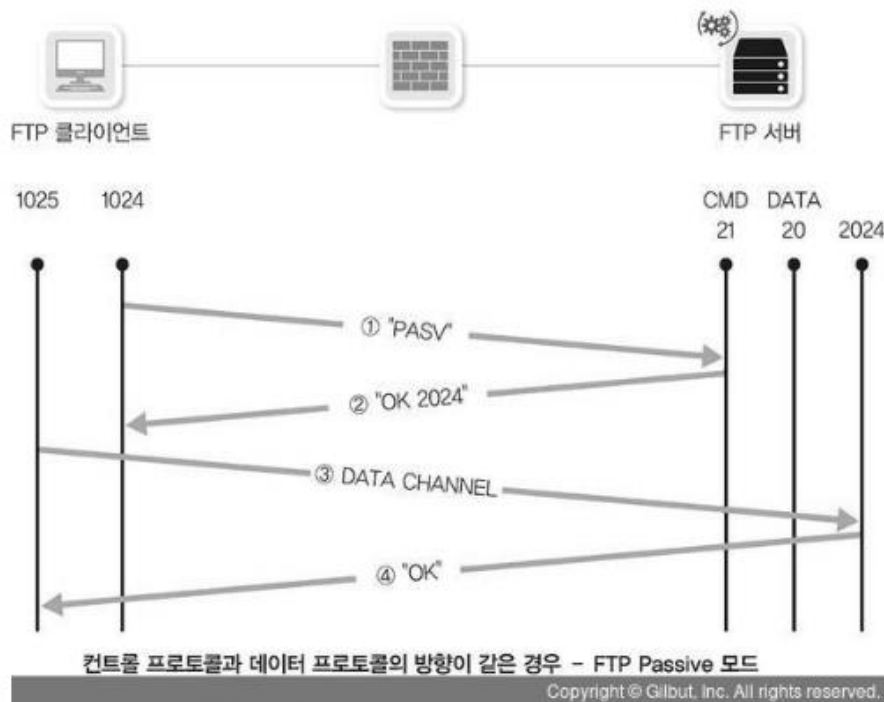 FTP 클라이언트
FTP 서버
1025 1024 CMD DATA
21 20 2024
① "PASV"
② "OK 2024"
③ DATA CHANNEL
④ "OK"
컨트롤 프로토콜과 데이터 프로토콜의 방향이 같은 경우 - FTP Passive 모드
Copyright © Gilbut, Inc. All rights reserved.